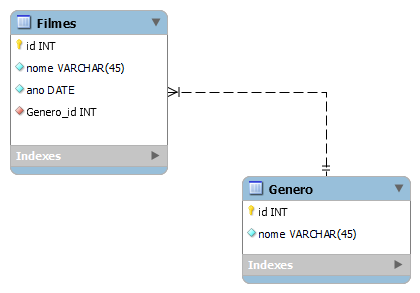 Filmes
id INT
nome VARCHAR(45)
ano DATE
Genero_id INT
Indexes
Genero
id INT
nome VARCHAR(45)
Indexes